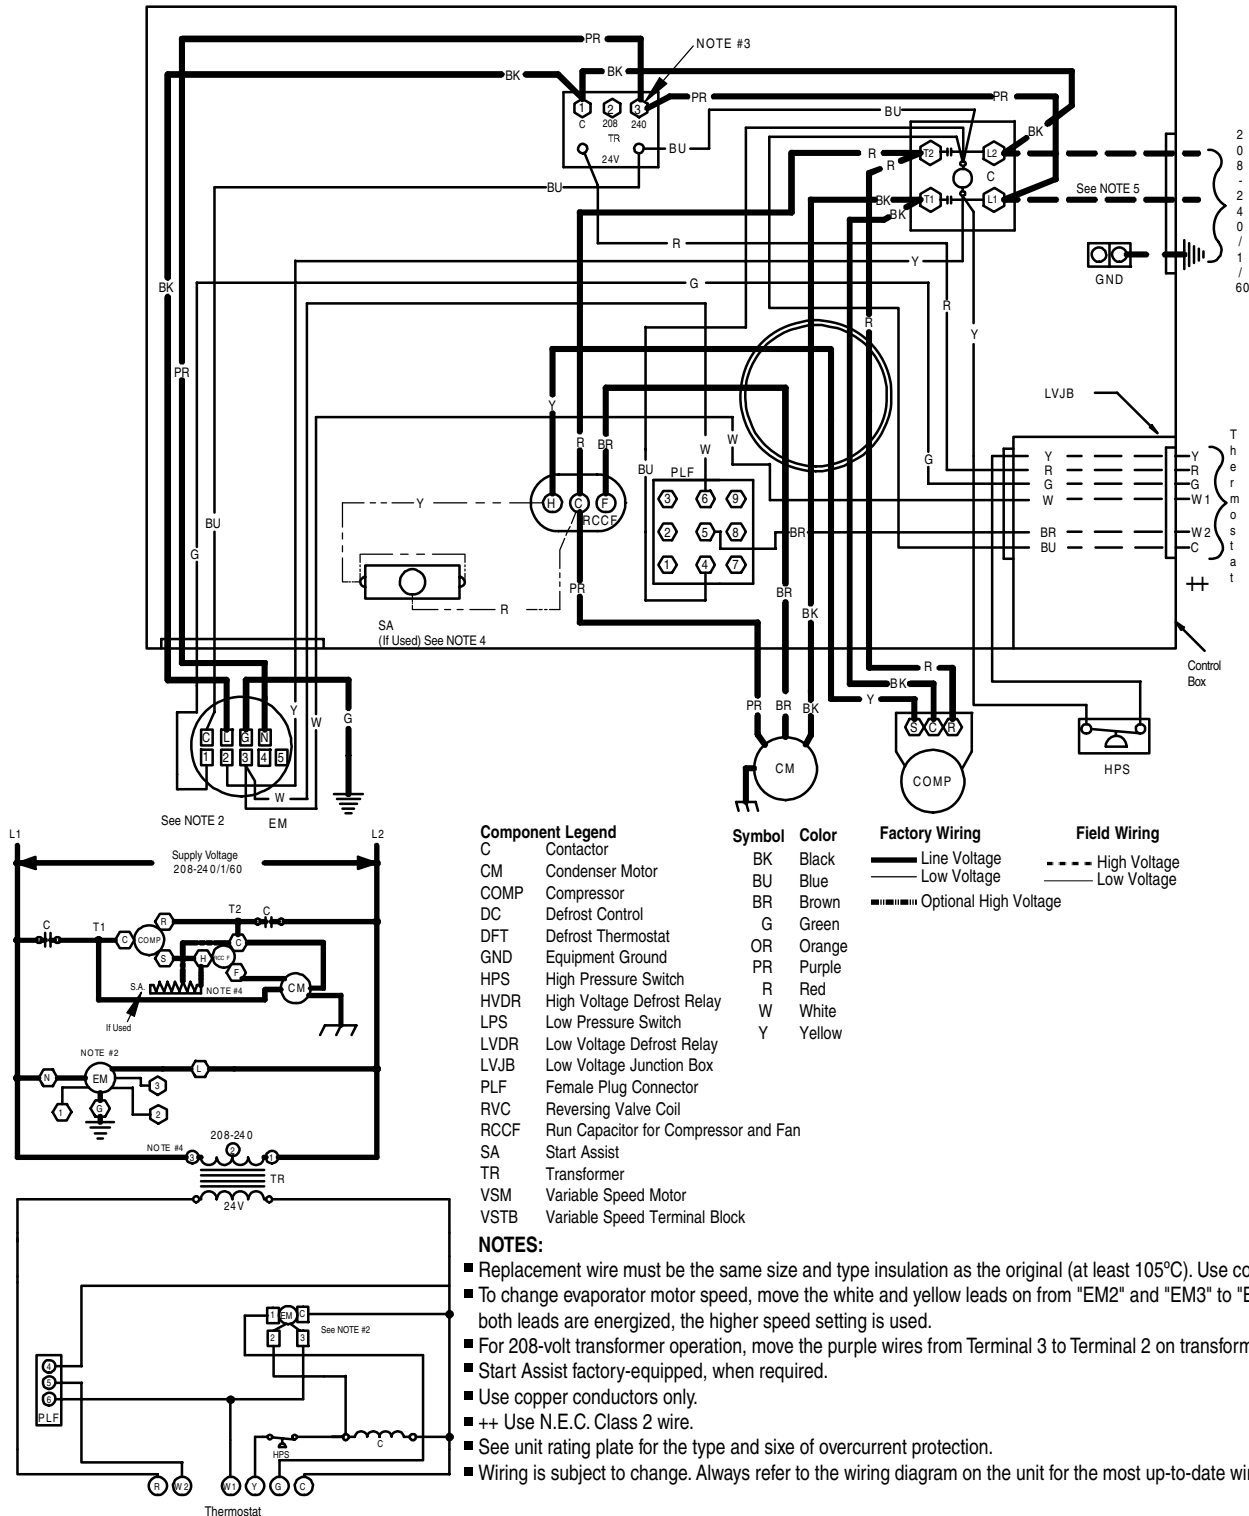 PR
NOTE #3
BK
BK
PR
PR
1
2
3
C
208
240
TR
24V
BU
BU
BU
BK
R
R
T2
L2
C
BK
BK
T1
L1
See NOTE 5
208-240/1/60
GND
R
Y
G
BK
PR
R
R
Y
LVJB
Y
R
BR
W
W
G
BU
PLF
H
C
F
RCCF
3
6
9
2
5
8
1
4
7
BR
Y
R
G
W
BR
BU
Y
R
G
W1
W2
C
Thermostat
Y
BU
G
R
PR
BR
BK
SA
(If Used) See NOTE 4
Control
Box
R
BK
Y
PR
BR
BK
S
C
R
COMP
CM
HPS
Y
W
G
C
L
G
N
1
2
3
4
5
W
See NOTE 2
EM
L1
L2
Supply Voltage
208-240/1/60
C
T1
R
T2
C
C
COMP
C
S
H
RCC F
F
S.A.
NOTE #4
CM
If Used
NOTE #2
N
EM
L
3
1
G
2
208-240
NOTE #4
3
2
1
TR
24V
1
EM
C
2
3
See NOTE #2
4
5
6
PLF
HPS
C
R
W2
W1
Y
G
C
Thermostat
Component Legend
C Contactor
CM Condenser Motor
COMP Compressor
DC Defrost Control
DFT Defrost Thermostat
GND Equipment Ground
HPS High Pressure Switch
HVDR High Voltage Defrost Relay
LPS Low Pressure Switch
LVDR Low Voltage Defrost Relay
LVJB Low Voltage Junction Box
PLF Female Plug Connector
RVC Reversing Valve Coil
RCCF Run Capacitor for Compressor and Fan
SA Start Assist
TR Transformer
VSM Variable Speed Motor
VSTB Variable Speed Terminal Block
Symbol Color
BK Black
BU Blue
BR Brown
G Green
OR Orange
PR Purple
R Red
W White
Y Yellow
Factory Wiring
Line Voltage
Low Voltage
Optional High Voltage
Field Wiring
High Voltage
Low Voltage
NOTES:
■ Replacement wire must be the same size and type insulation as the original (at least 105°C). Use
■ To change evaporator motor speed, move the white and yellow leads on from "EM2" and "EM3" to
both leads are energized, the higher speed setting is used.
■ For 208-volt transformer operation, move the purple wires from Terminal 3 to Terminal 2 on
■ Start Assist factory-equipped, when required.
■ Use copper conductors only.
■ ++ Use N.E.C. Class 2 wire.
■ See unit rating plate for the type and sixe of overcurrent protection.
■ Wiring is subject to change. Always refer to the wiring diagram on the unit for the most up-to-date